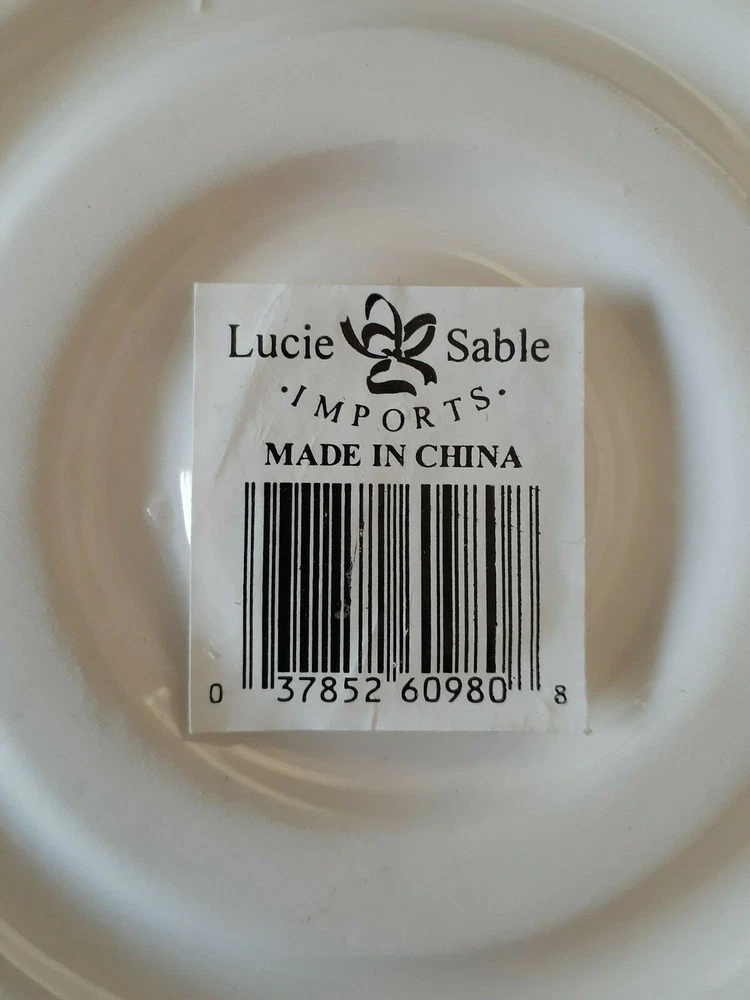 Lucie Sable
·IMPORTS·
MADE IN CHINA
0 37852 60980 8